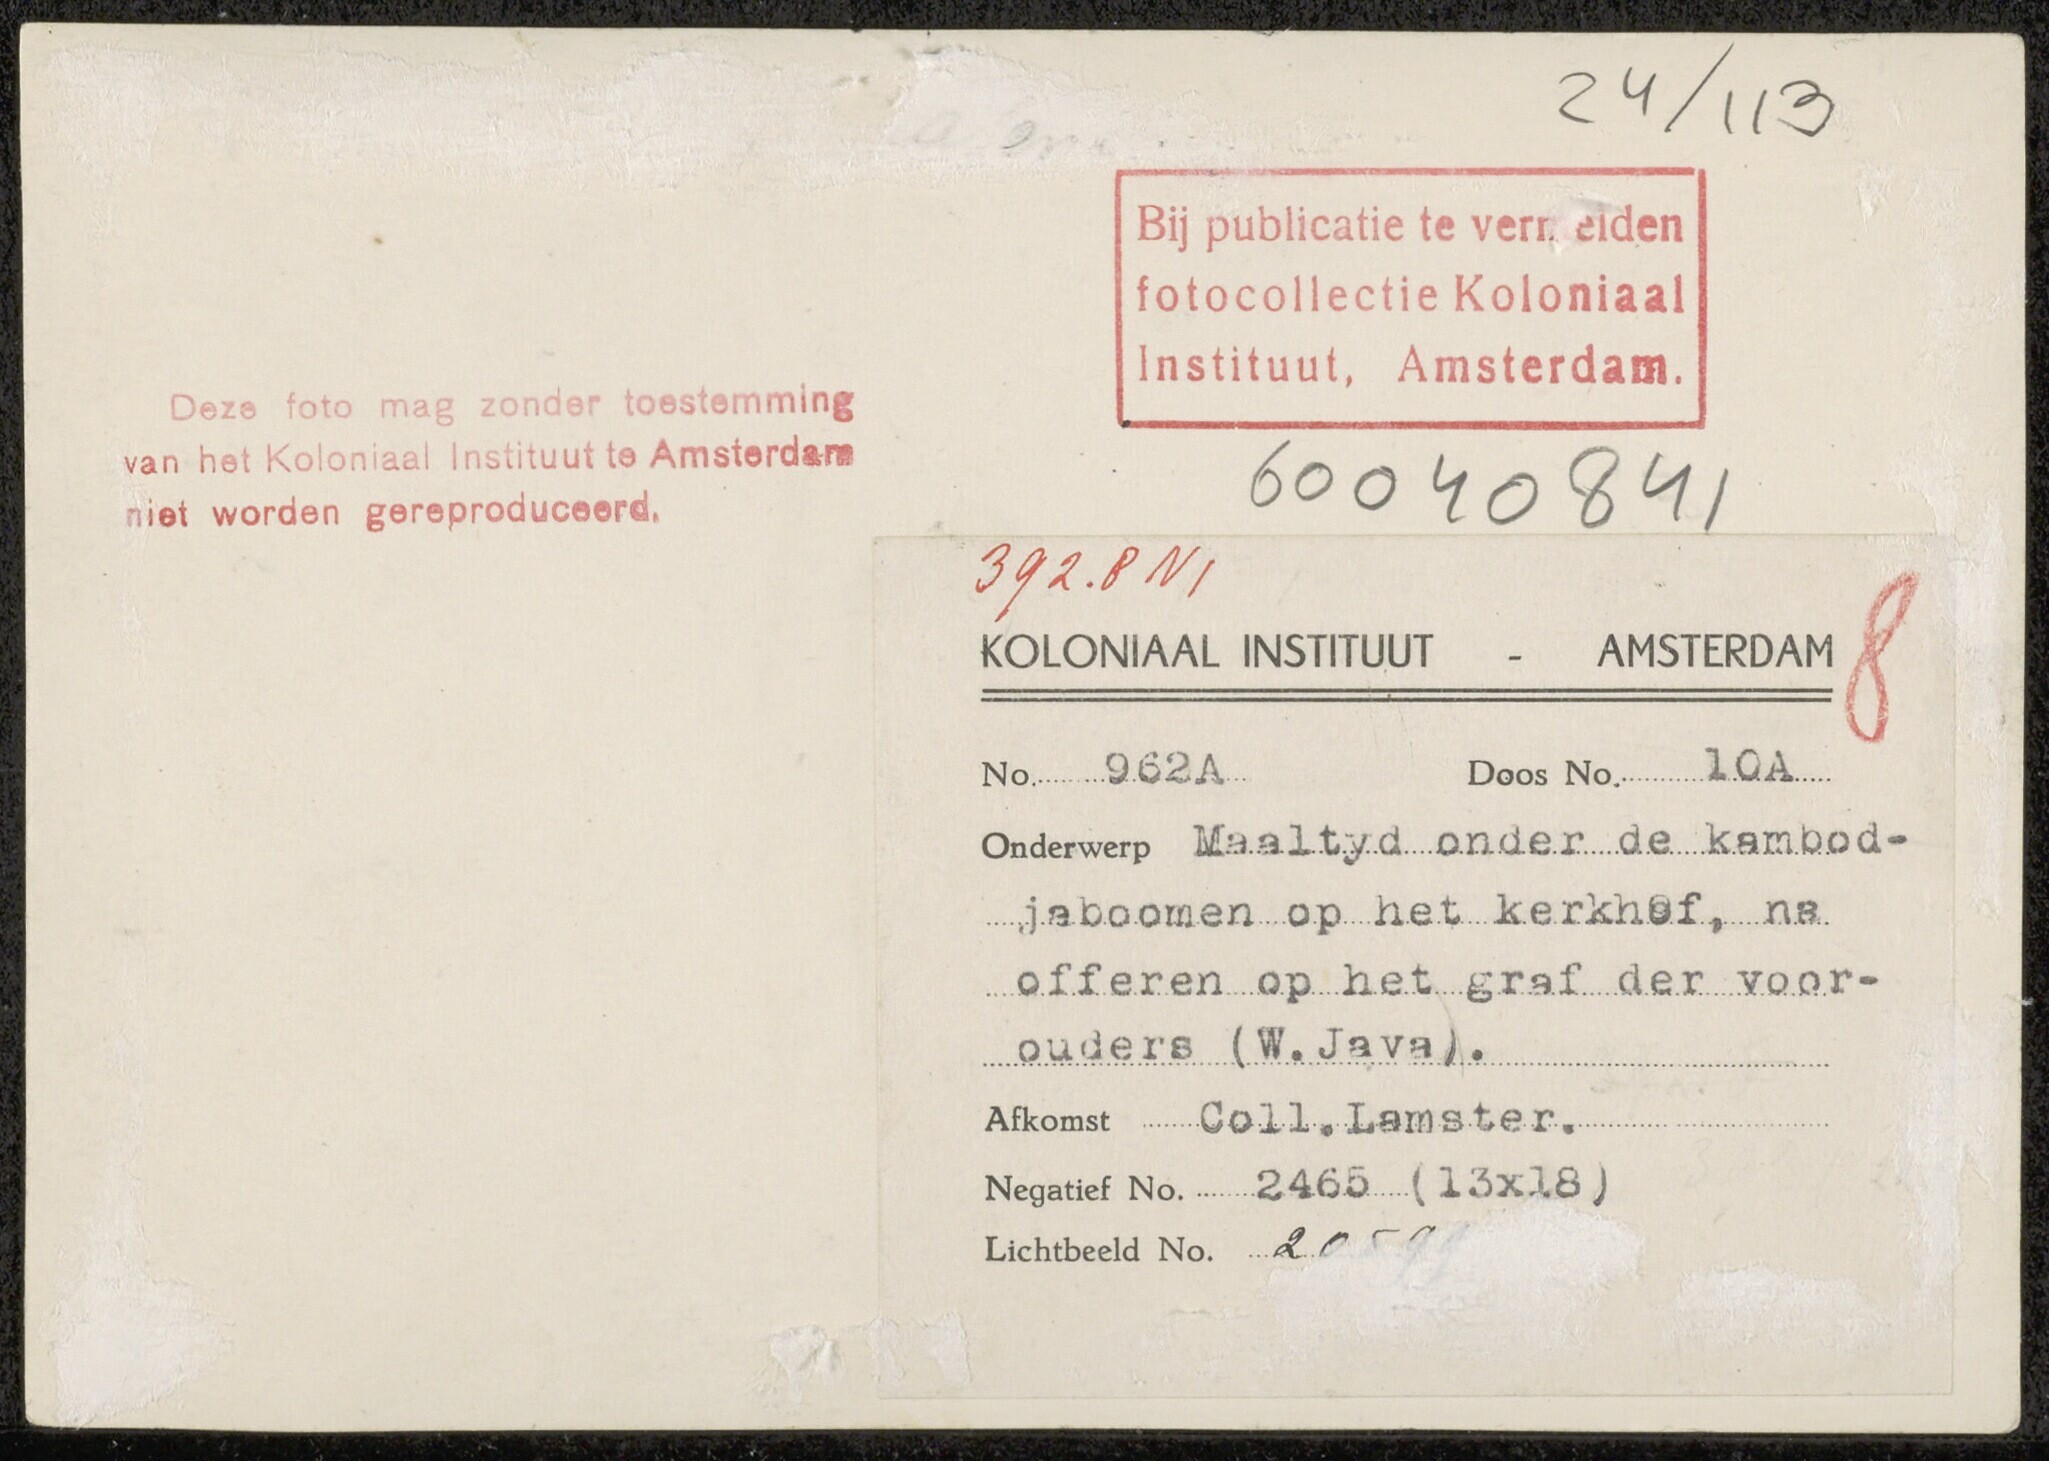 24/113
Bij publicatie te vermelden
fotocollectie Koloniaal
Instituut, Amsterdam.
Deze foto mag zonder toestemming
van het Koloniaal Instituut te Amsterdam
niet worden gereproduceerd.
60040841
392.8 N1
KOLONIAAL INSTITUUT - AMSTERDAM
8
No. 962A Doos No. 10A
Onderwerp Maaltyd onder de kambod-
jaboomen op het kerkhof, na
offeren op het graf der voor-
ouders (W.Java).
Afkomst Coll.Lamster.
Negatief No. 2465 (13x18)
Lichtbeeld No.